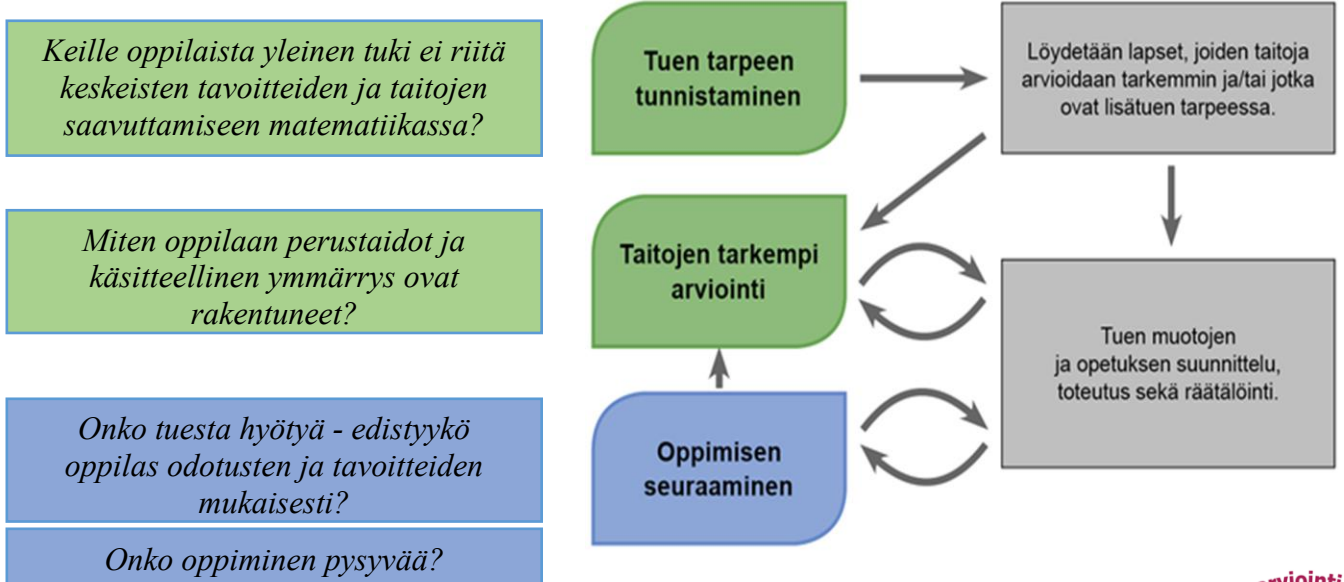 Keille oppilaista yleinen tuki ei riitä
keskeisten tavoitteiden ja taitojen
saavuttamiseen matematiikassa?
Tuen tarpeen
tunnistaminen
Löydetään lapset, joiden taitoja
arvioidaan tarkemmin ja/tai jotka
ovat lisätuen tarpeessa.
Miten oppilaan perustaidot ja
käsitteellinen ymmärrys ovat
rakentuneet?
Taitojen tarkempi
arviointi
Tuen muotojen
ja opetuksen suunnittelu,
toteutus sekä räätälöinti.
Onko tuesta hyötyä - edistyykö
oppilas odotusten ja tavoitteiden
mukaisesti?
Oppimisen
seuraaminen
Onko oppiminen pysyvää?